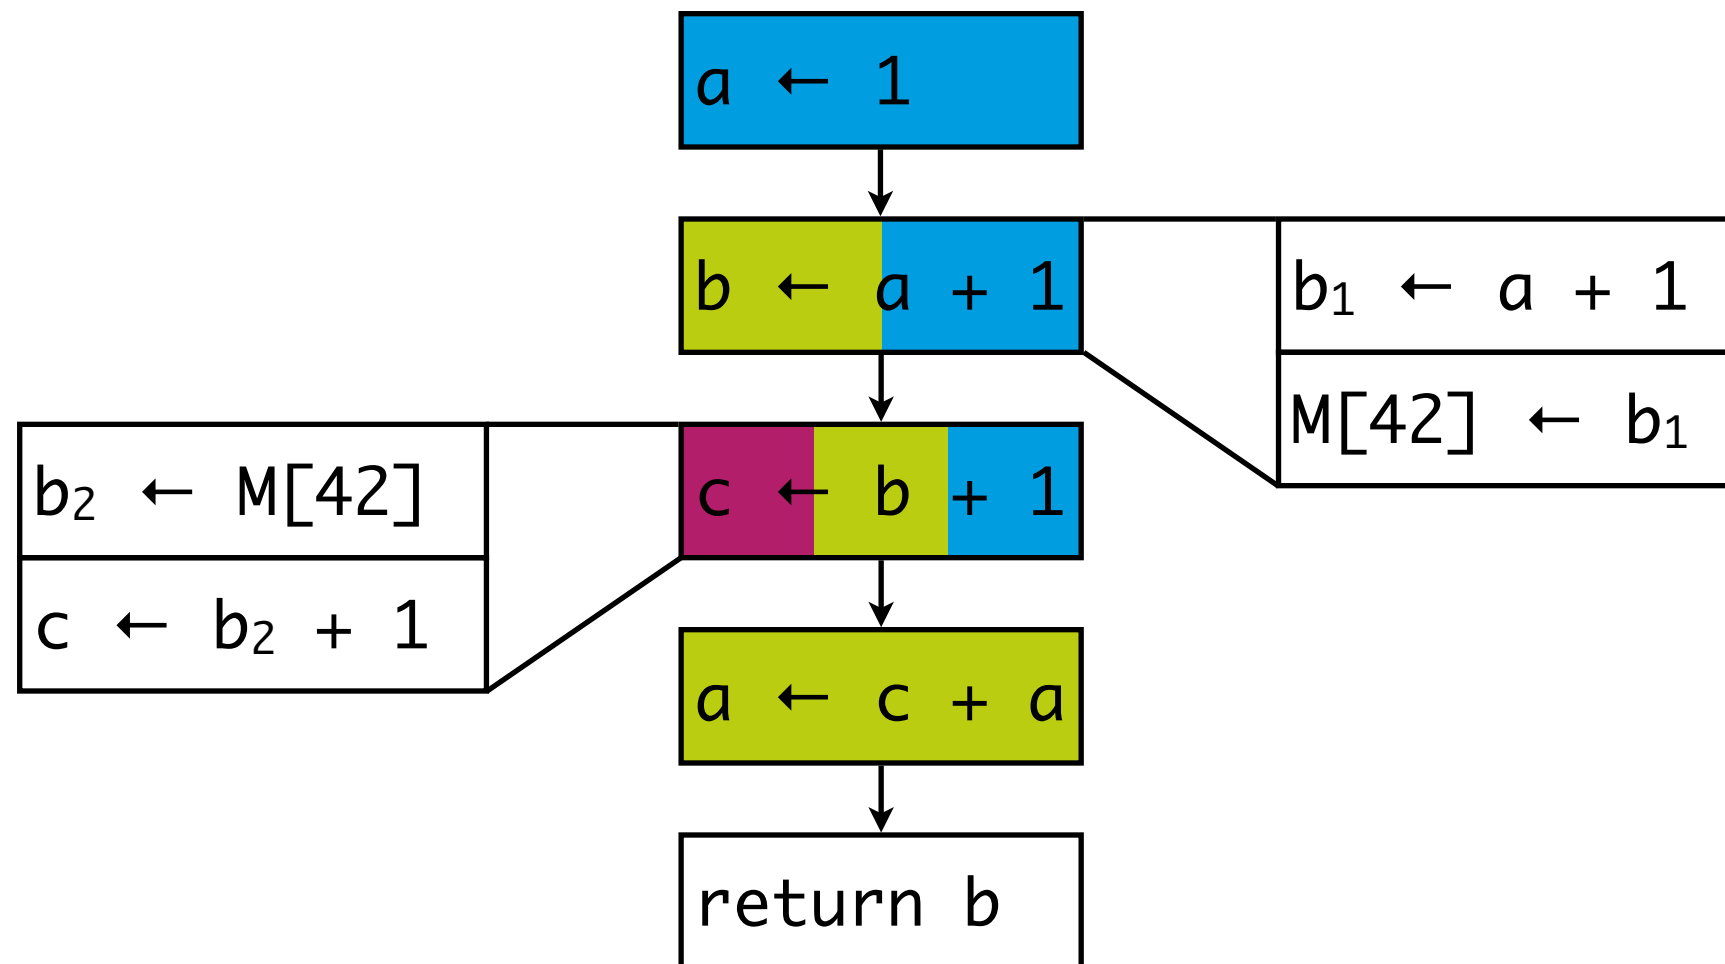 a ← 1
b ← a + 1
b₁ ← a + 1
M[42] ← b₁
b₂ ← M[42]
c ← b₂ + 1
c ← b + 1
a ← c + a
return b